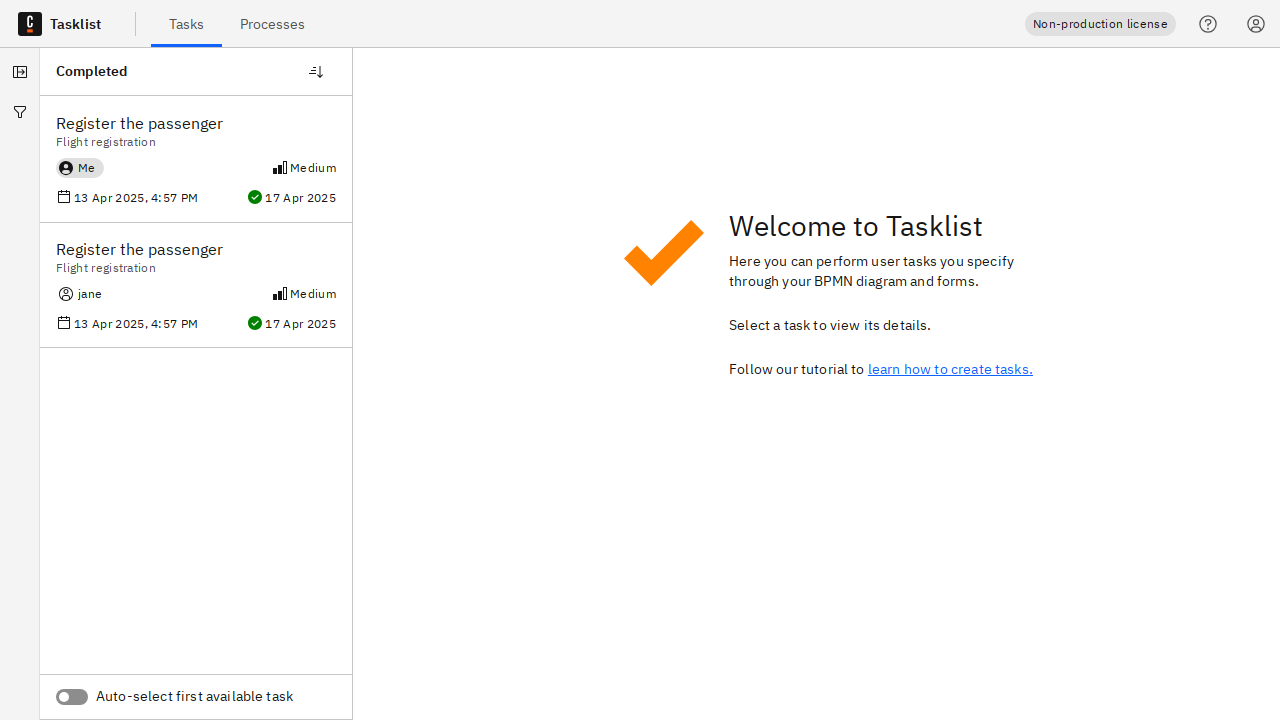 Tasklist
Tasks
Processes
Non-production license
Completed
Register the passenger
Flight registration
Me
Medium
13 Apr 2025, 4:57 PM
17 Apr 2025
Register the passenger
Flight registration
jane
Medium
13 Apr 2025, 4:57 PM
17 Apr 2025
Auto-select first available task
Welcome to Tasklist
Here you can perform user tasks you specify
through your BPMN diagram and forms.
Select a task to view its details.
Follow our tutorial to learn how to create tasks.